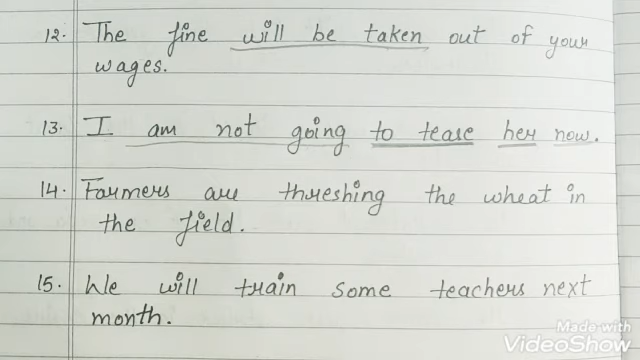 12. The fine will be taken out of your
wages.
13. I am not going to tease her now.
14. Farmers are threshing the wheat in
the field.
15. We will train some teachers next
month.
Made with
VideoShow